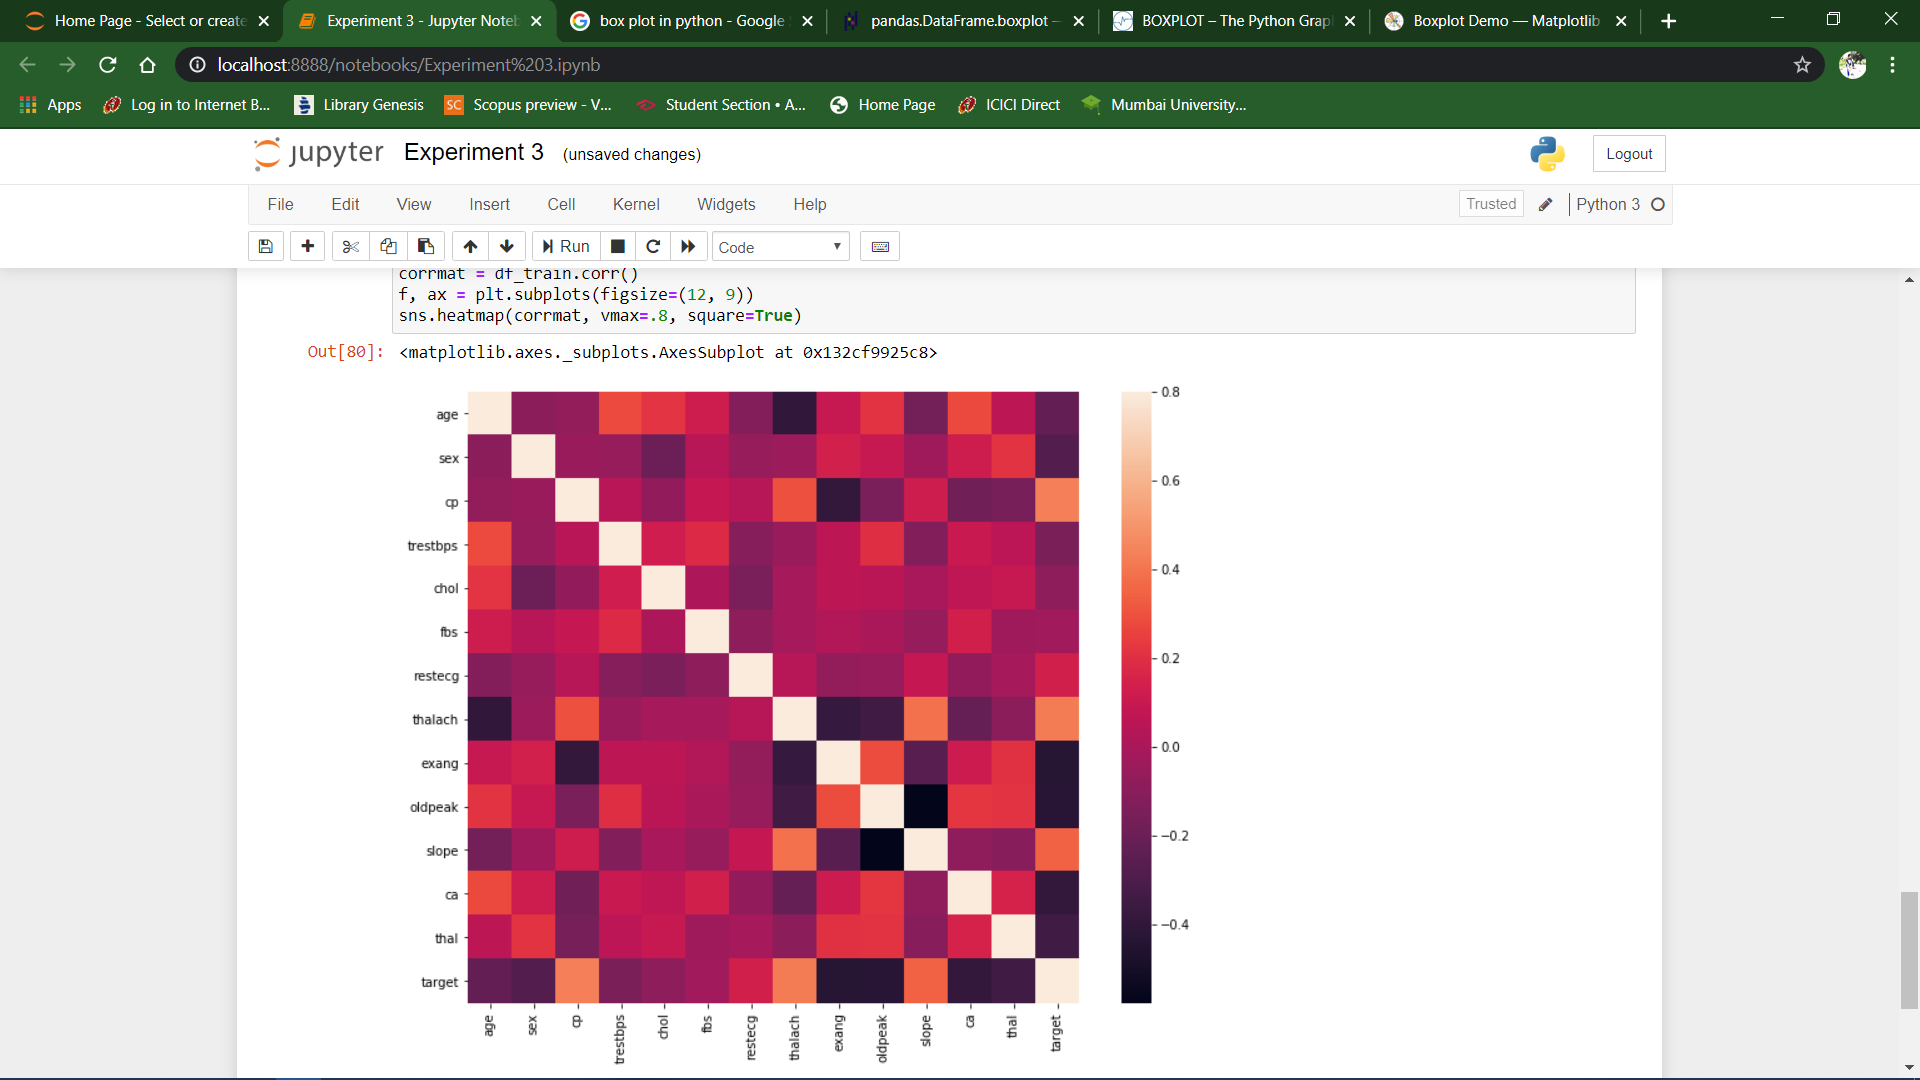 Home Page - Select or create
Experiment 3 - Jupyter Noteb
box plot in python - Google
pandas.DataFrame.boxplot —
BOXPLOT – The Python Grap
Boxplot Demo — Matplotlib
localhost:8888/notebooks/Experiment%203.ipynb
Apps
Log in to Internet B...
Library Genesis
SC Scopus preview - V...
Student Section • A...
Home Page
ICICI Direct
Mumbai University...
jupyter Experiment 3 (unsaved changes)
Logout
File Edit View Insert Cell Kernel Widgets Help
Trusted
Python 3
Run
Code
corrmat = df_train.corr()
f, ax = plt.subplots(figsize=(12, 9))
sns.heatmap(corrmat, vmax=.8, square=True)
Out[80]: <matplotlib.axes._subplots.AxesSubplot at 0x132cf9925c8>
age
sex
cp
trestbps
chol
fbs
restecg
thalach
exang
oldpeak
slope
ca
thal
target
0.8
0.6
0.4
0.2
0.0
−0.2
−0.4
age
sex
cp
trestbps
chol
fbs
restecg
thalach
exang
oldpeak
slope
ca
thal
target